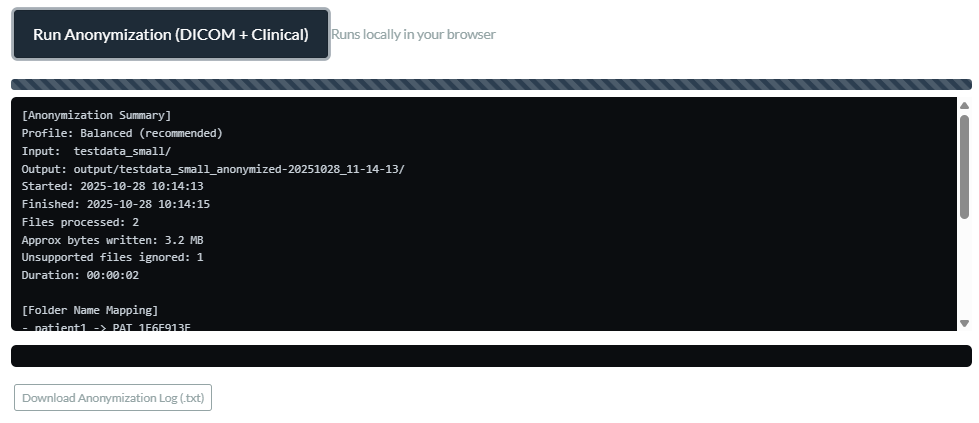 Run Anonymization (DICOM + Clinical) Runs locally in your browser
[Anonymization Summary]
Profile: Balanced (recommended)
Input:  testdata_small/
Output: output/testdata_small_anonymized-20251028_11-14-13/
Started: 2025-10-28 10:14:13
Finished: 2025-10-28 10:14:15
Files processed: 2
Approx bytes written: 3.2 MB
Unsupported files ignored: 1
Duration: 00:00:02
[Folder Name Mapping]
- patient1 -> PAT_1E6F913E
Download Anonymization Log (.txt)